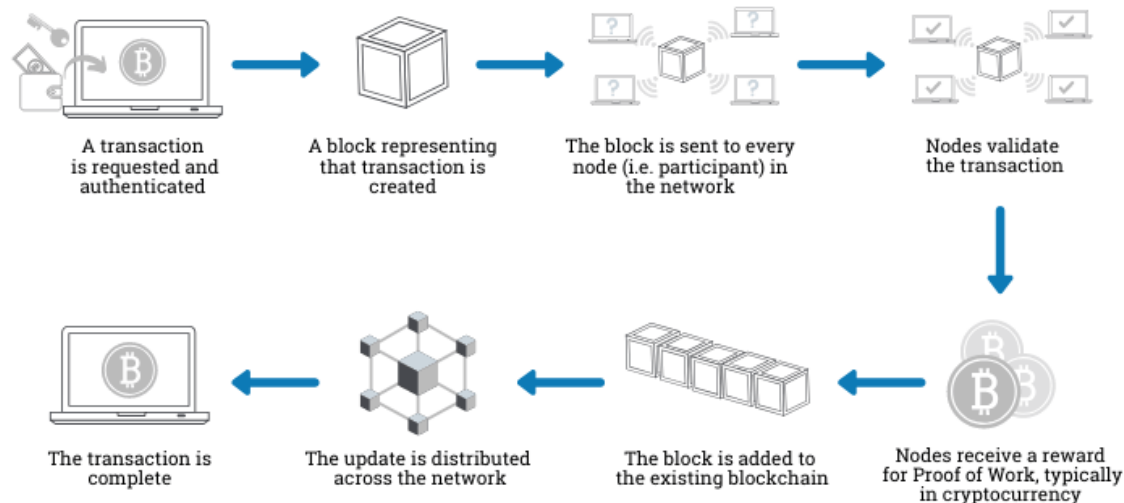 A transaction
is requested and
authenticated
A block representing
that transaction is
created
The block is sent to every
node (i.e. participant) in
the network
Nodes validate
the transaction
Nodes receive a reward
for Proof of Work, typically
in cryptocurrency
The block is added to
the existing blockchain
The update is distributed
across the network
The transaction is
complete